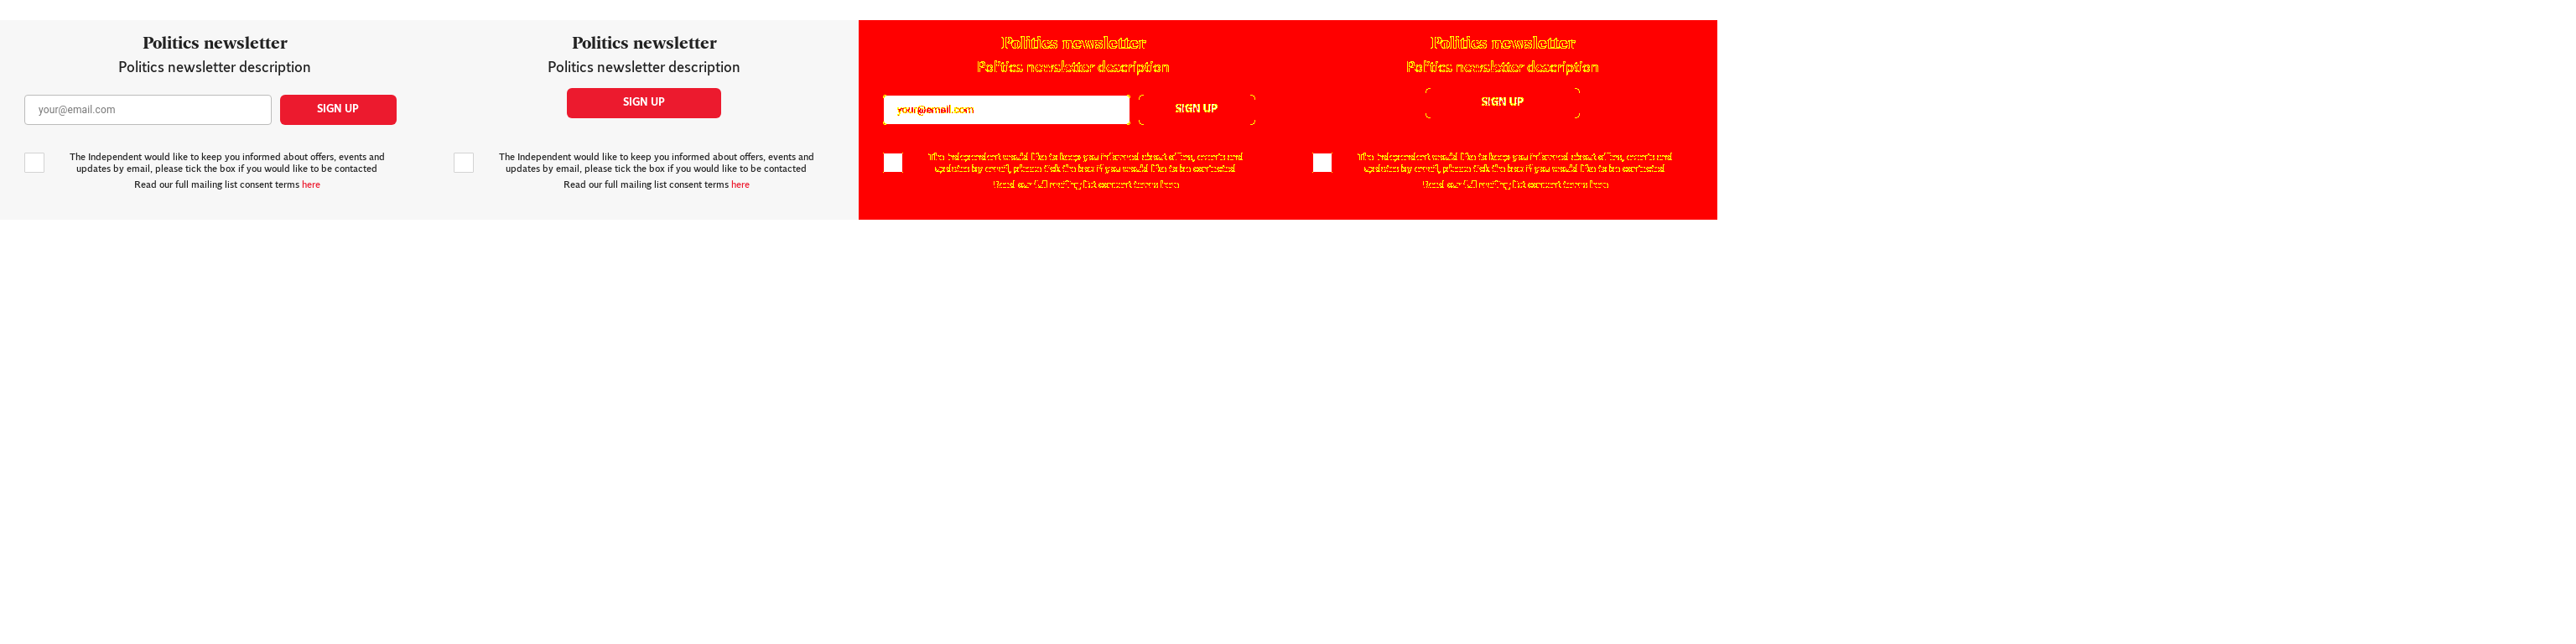 Politics newsletter
Politics newsletter description
your@email.com
SIGN UP
The Independent would like to keep you informed about offers, events and
updates by email, please tick the box if you would like to be contacted
Read our full mailing list consent terms here
Politics newsletter
Politics newsletter description
SIGN UP
The Independent would like to keep you informed about offers, events and
updates by email, please tick the box if you would like to be contacted
Read our full mailing list consent terms here
Politics newsletter
Politics newsletter description
your@email.com
SIGN UP
The Independent would like to keep you informed about offers, events and
updates by email, please tick the box if you would like to be contacted
Read our full mailing list consent terms here
Politics newsletter
Politics newsletter description
SIGN UP
The Independent would like to keep you informed about offers, events and
updates by email, please tick the box if you would like to be contacted
Read our full mailing list consent terms here